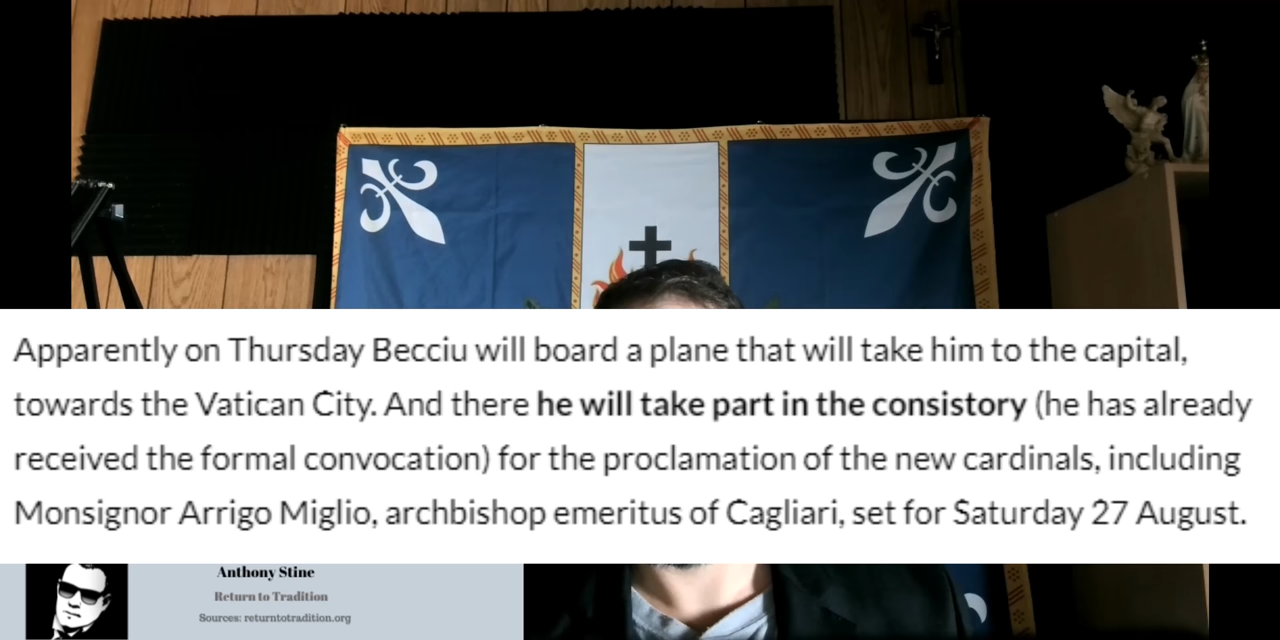 Apparently on Thursday Becciu will board a plane that will take him to the capital,
towards the Vatican City. And there he will take part in the consistory (he has already
received the formal convocation) for the proclamation of the new cardinals, including
Monsignor Arrigo Miglio, archbishop emeritus of Cagliari, set for Saturday 27 August.
Anthony Stine
Return to Tradition
Sources: returntotradition.org